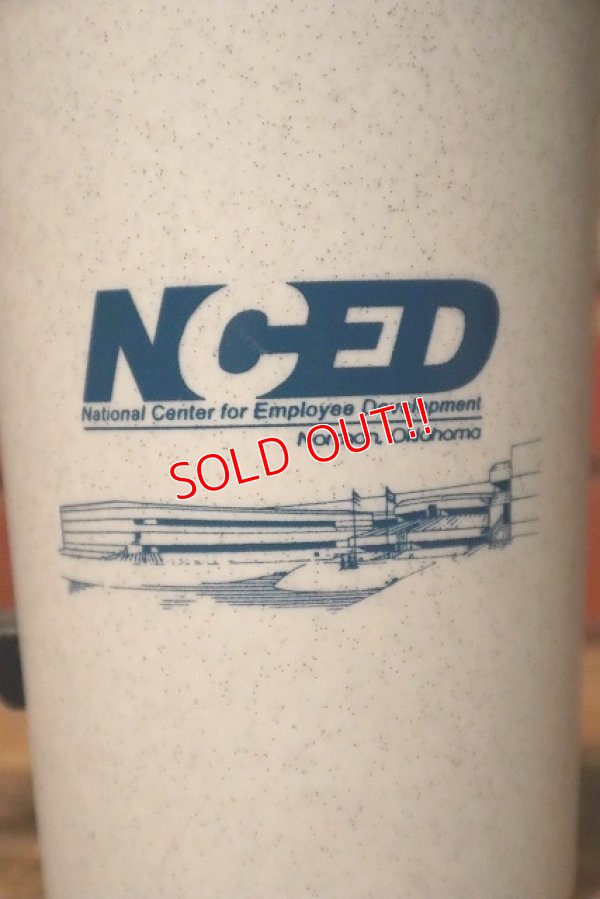 NCED
National Center for Employee Development
Norman, Oklahoma
SOLD OUT!!